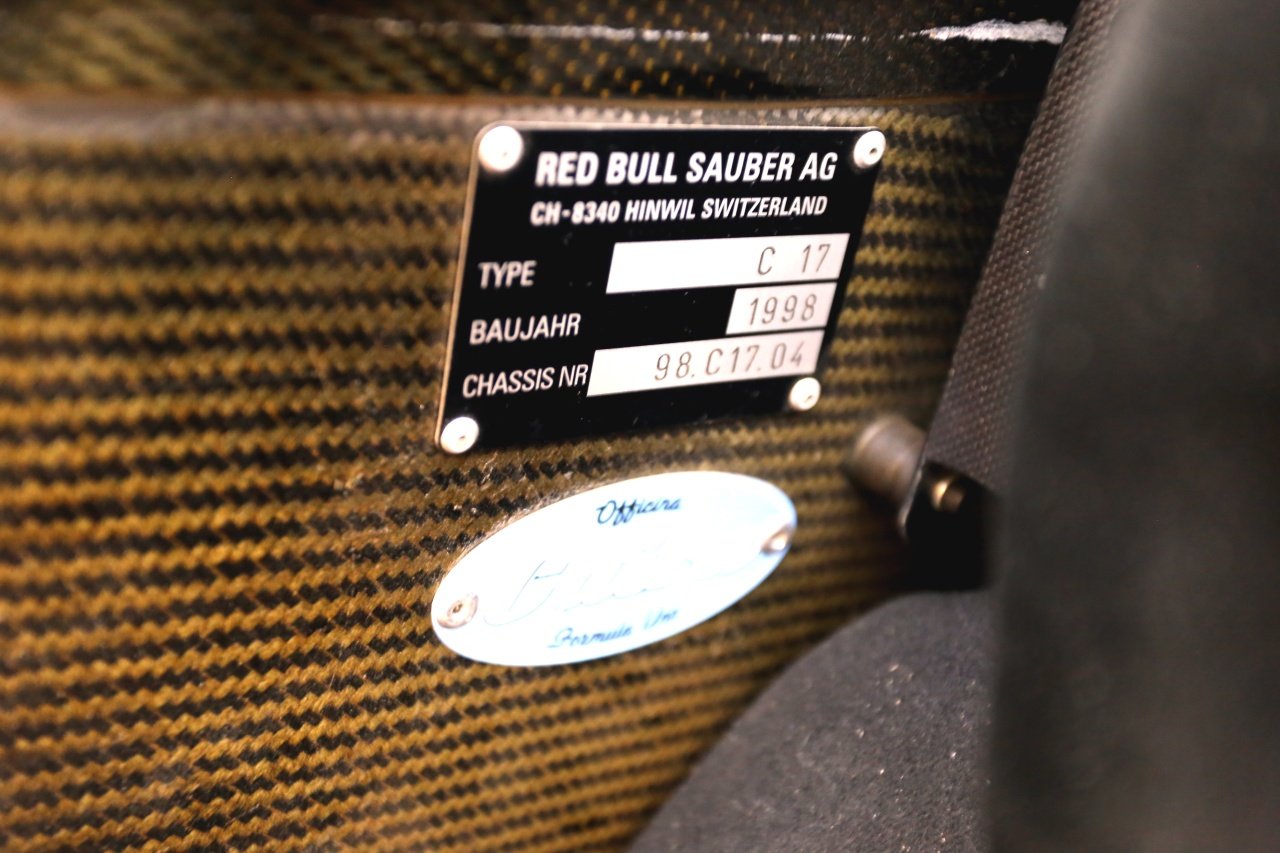 RED BULL SAUBER AG
CH-8340 HINWIL SWITZERLAND
TYPE C 17
BAUJAHR 1998
CHASSIS NR 98.C17.04
Officina
Formula Uno